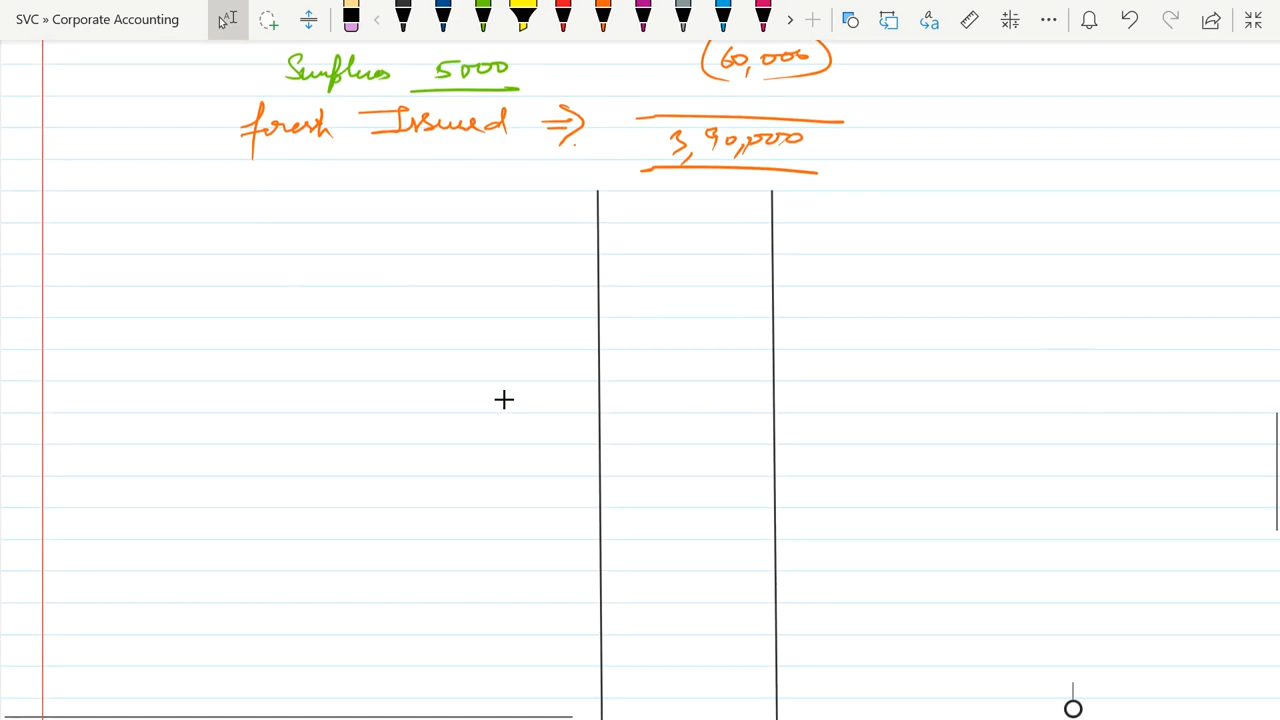 SVC » Corporate Accounting
Surplus 5000 (60,000)
fresh Issued ⇒ 3,90,000